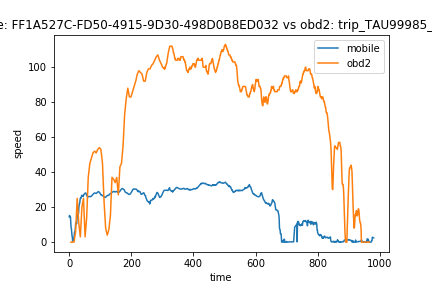 e: FF1A527C-FD50-4915-9D30-498D0B8ED032 vs obd2: trip_TAU99985_
mobile
obd2
speed
100
80
60
40
20
0
0 200 400 600 800 1000
time